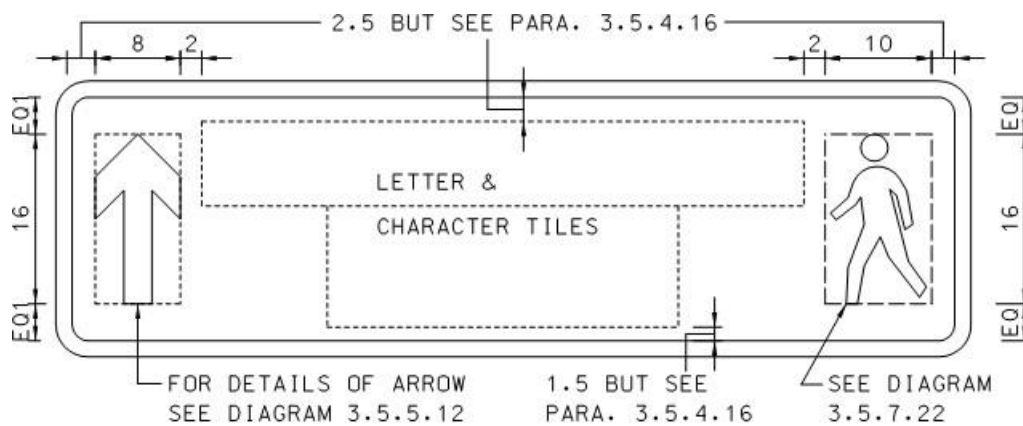 2.5 BUT SEE PARA. 3.5.4.16
8 2 2 10
EQ1 EQ
LETTER &
16 16
CHARACTER TILES
EQ1 EQ
FOR DETAILS OF ARROW
SEE DIAGRAM 3.5.5.12
1.5 BUT SEE
PARA. 3.5.4.16
SEE DIAGRAM
3.5.7.22